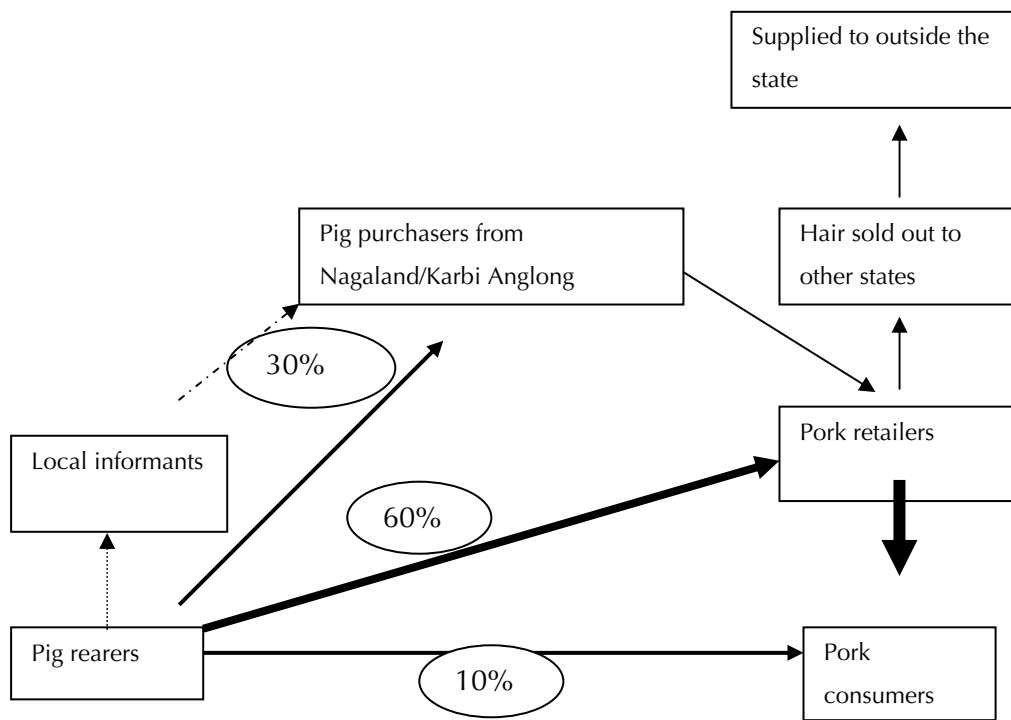 Supplied to outside the
state
Pig purchasers from
Nagaland/Karbi Anglong
Hair sold out to
other states
30%
Local informants
Pork retailers
60%
Pig rearers
10%
Pork
consumers